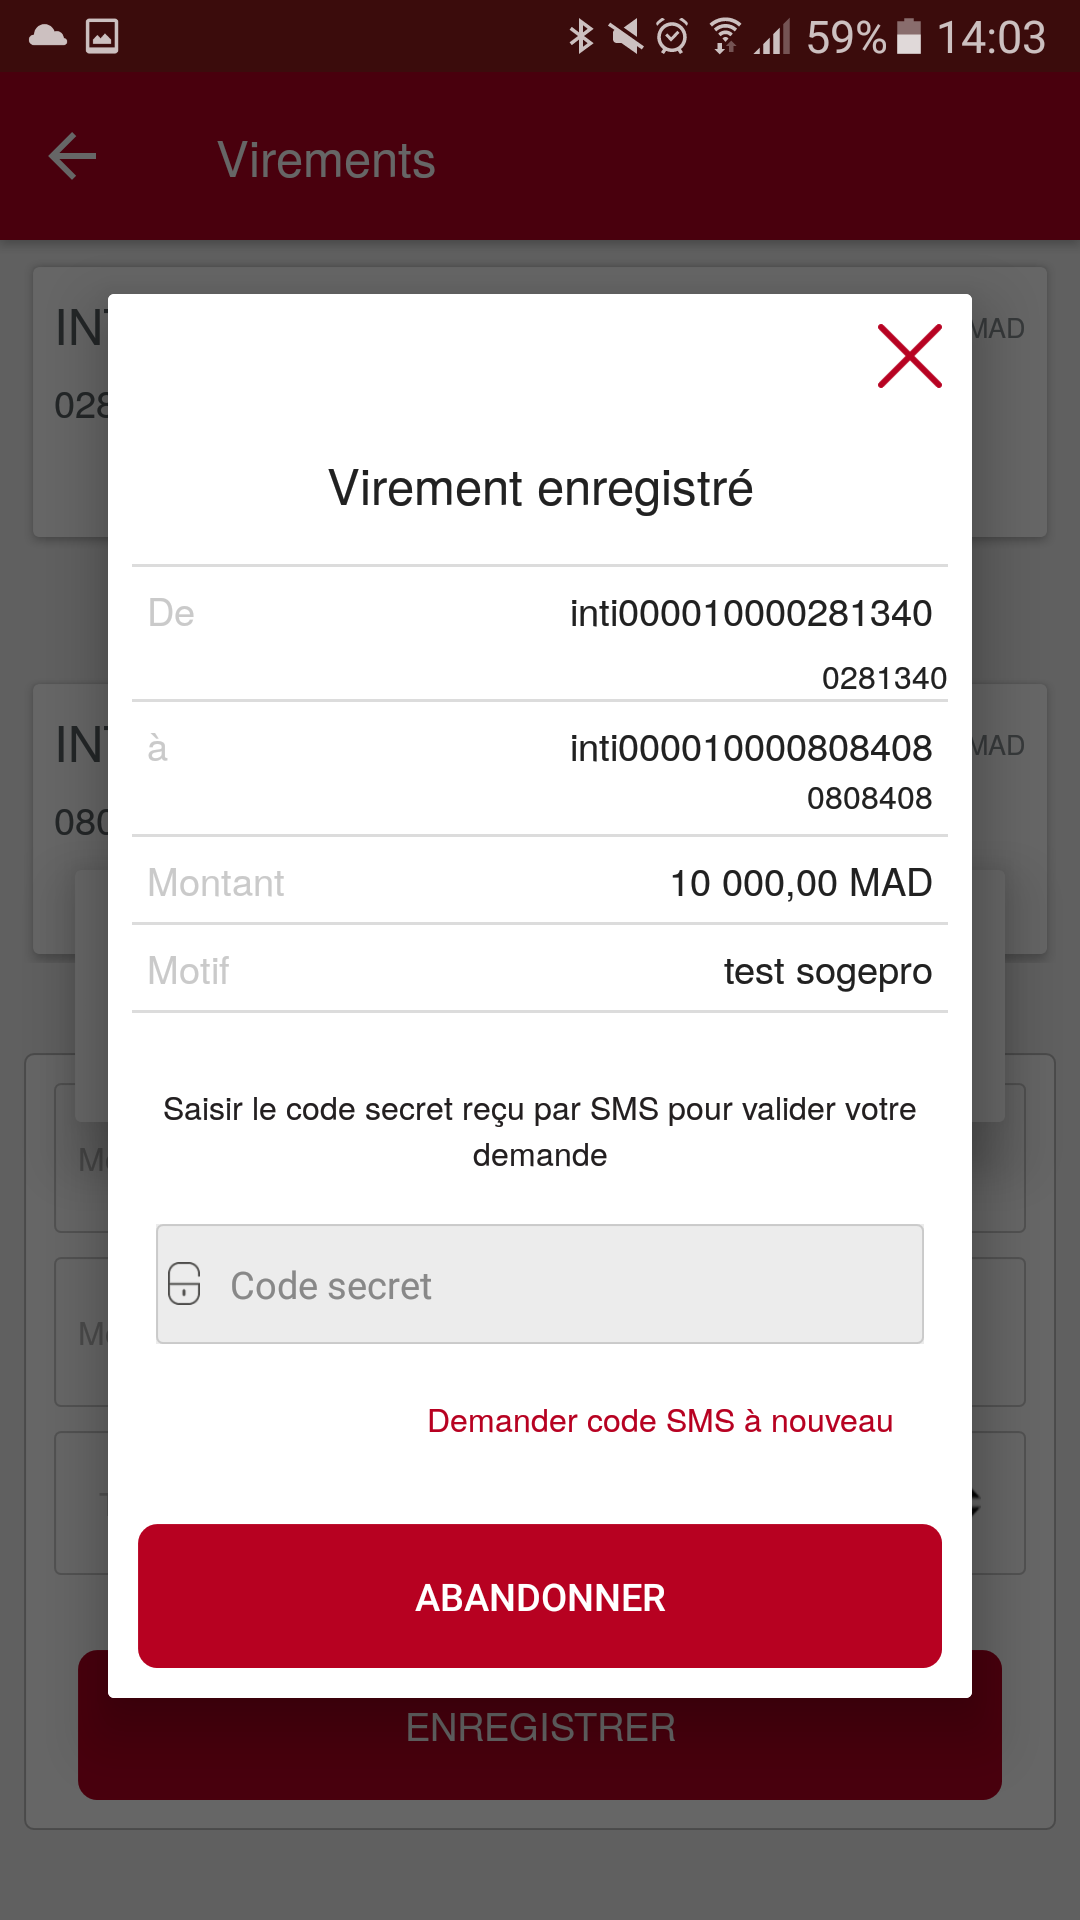 59% 14:03
Virements
MAD
028
Virement enregistré
De inti000010000281340
0281340
à inti000010000808408
0808408
MAD
080
Montant 10 000,00 MAD
Motif test sogepro
Saisir le code secret reçu par SMS pour valider votre
demande
Code secret
Demander code SMS à nouveau
ABANDONNER
ENREGISTRER